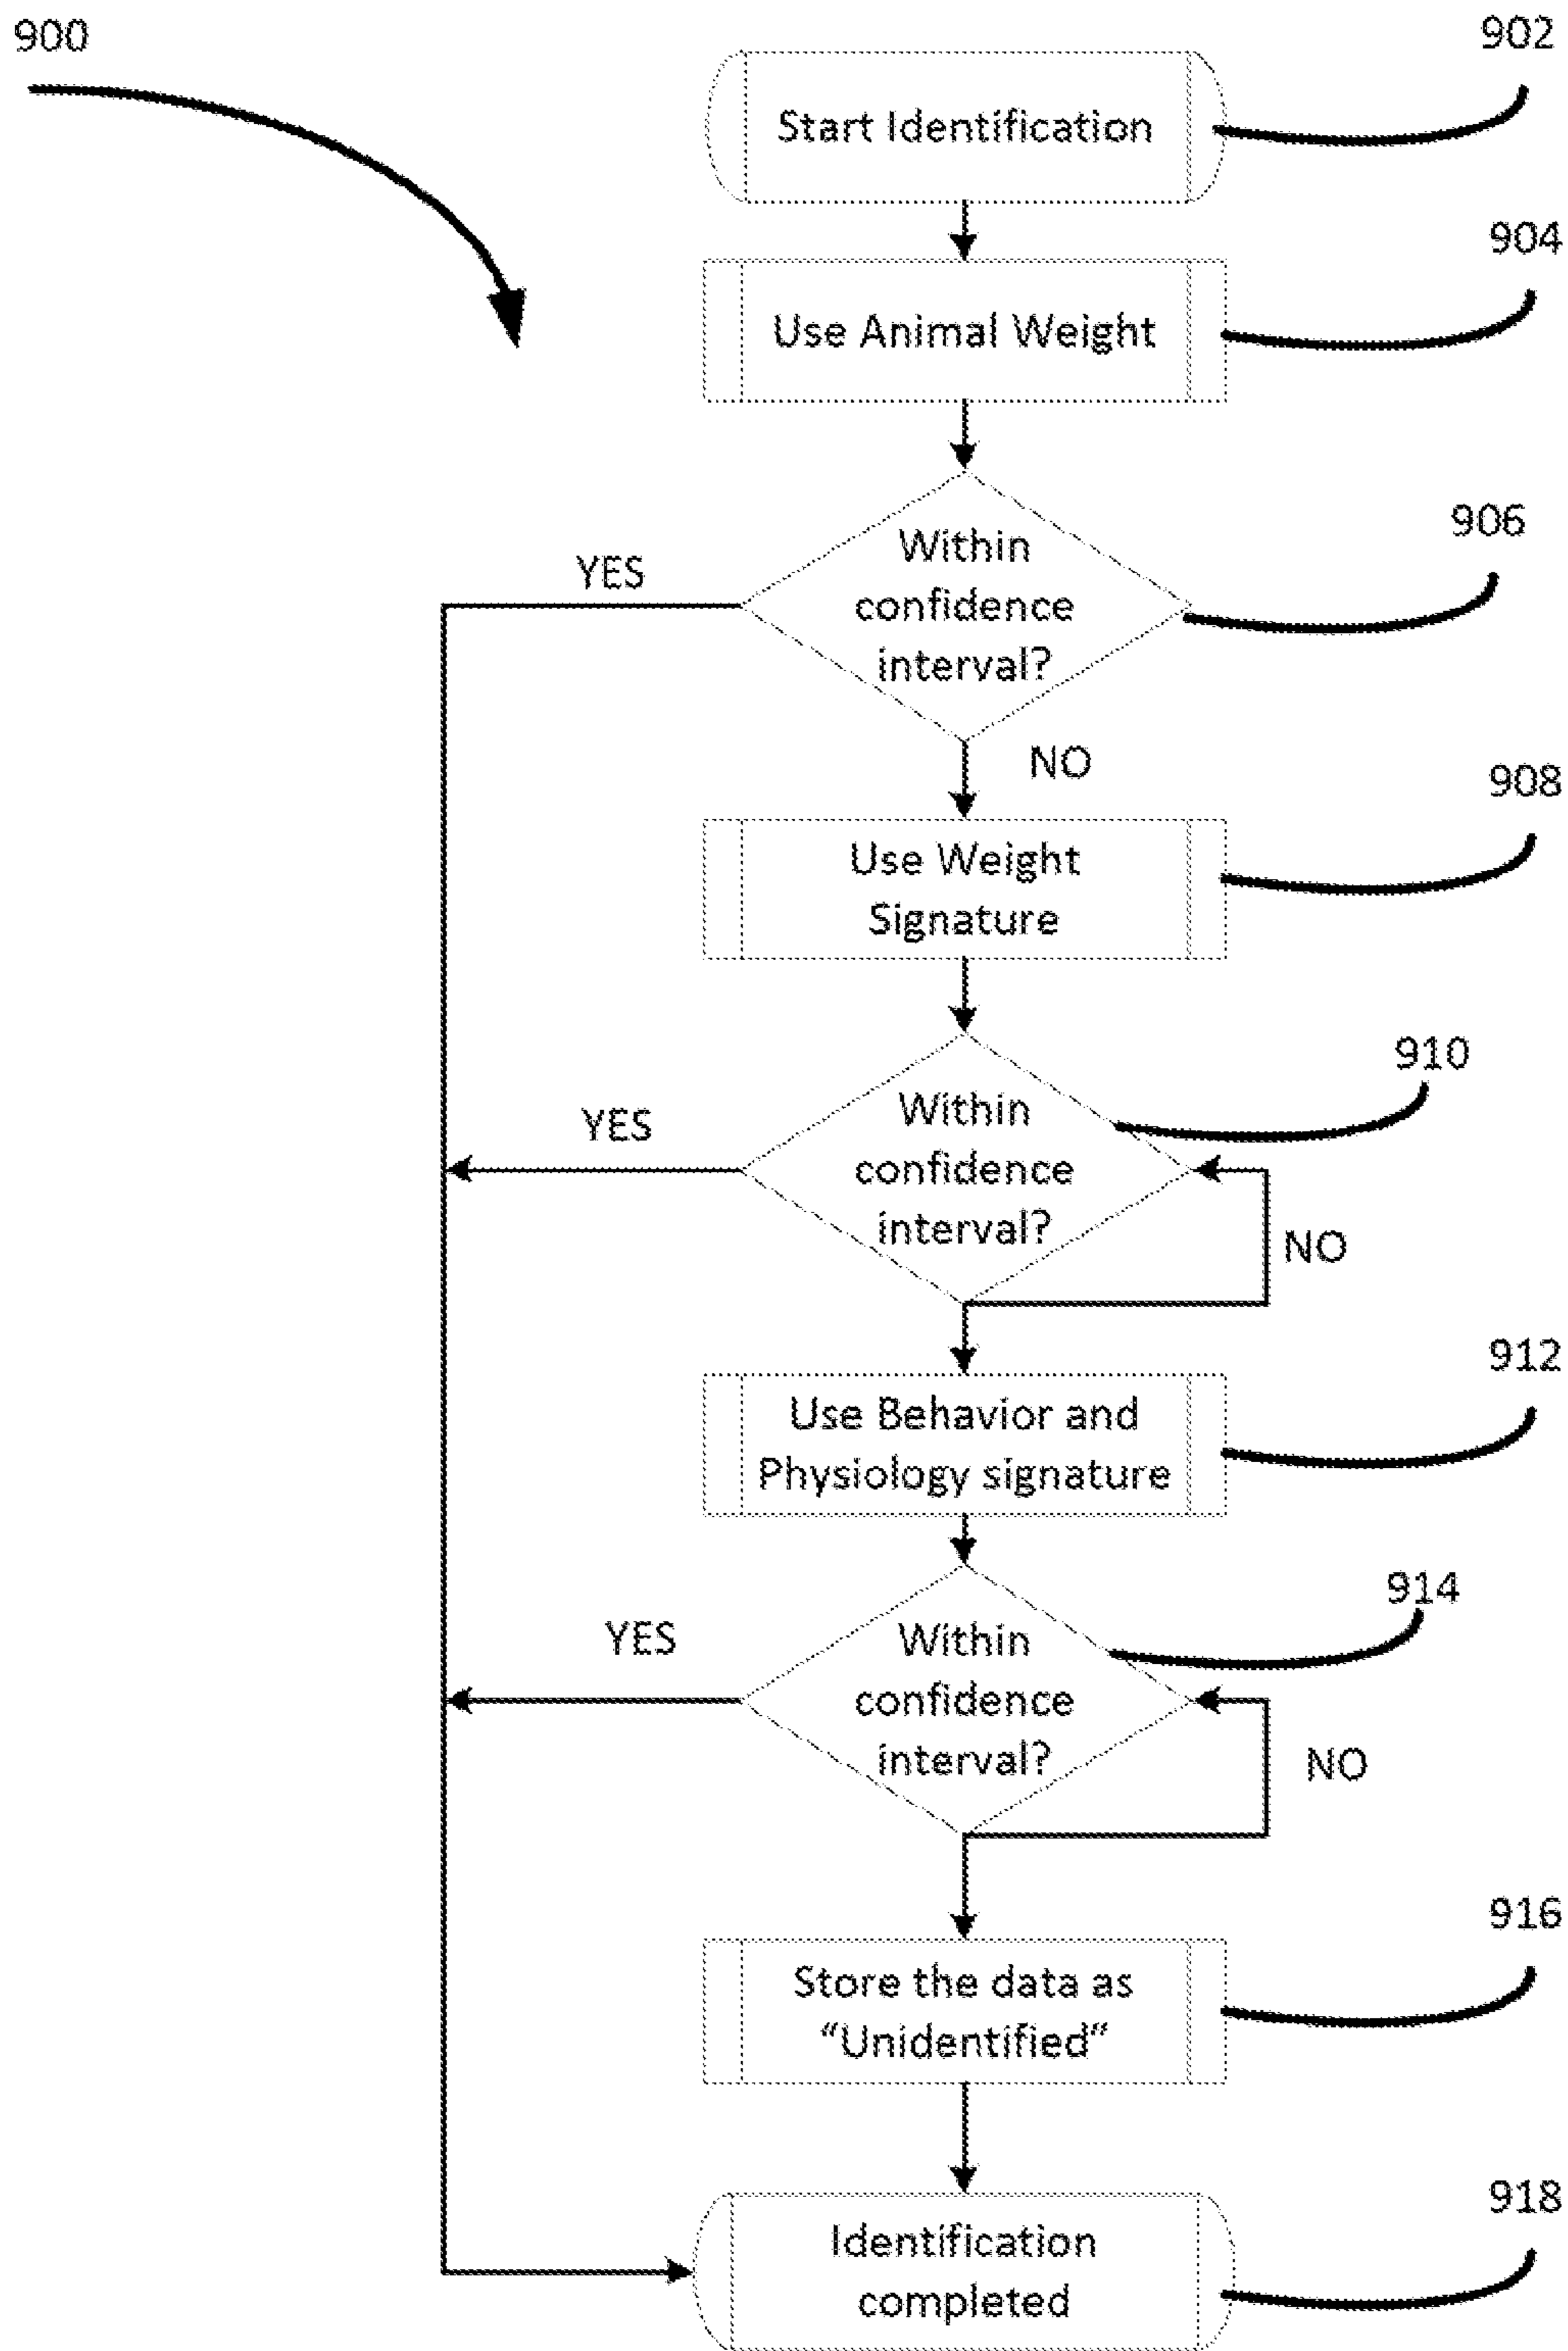 900
902
Start Identification
904
Use Animal Weight
906
Within
confidence
interval?
YES
NO
908
Use Weight
Signature
910
Within
confidence
interval?
YES
NO
912
Use Behavior and
Physiology signature
914
Within
confidence
interval?
YES
NO
916
Store the data as
“Unidentified“
918
Identification
completed